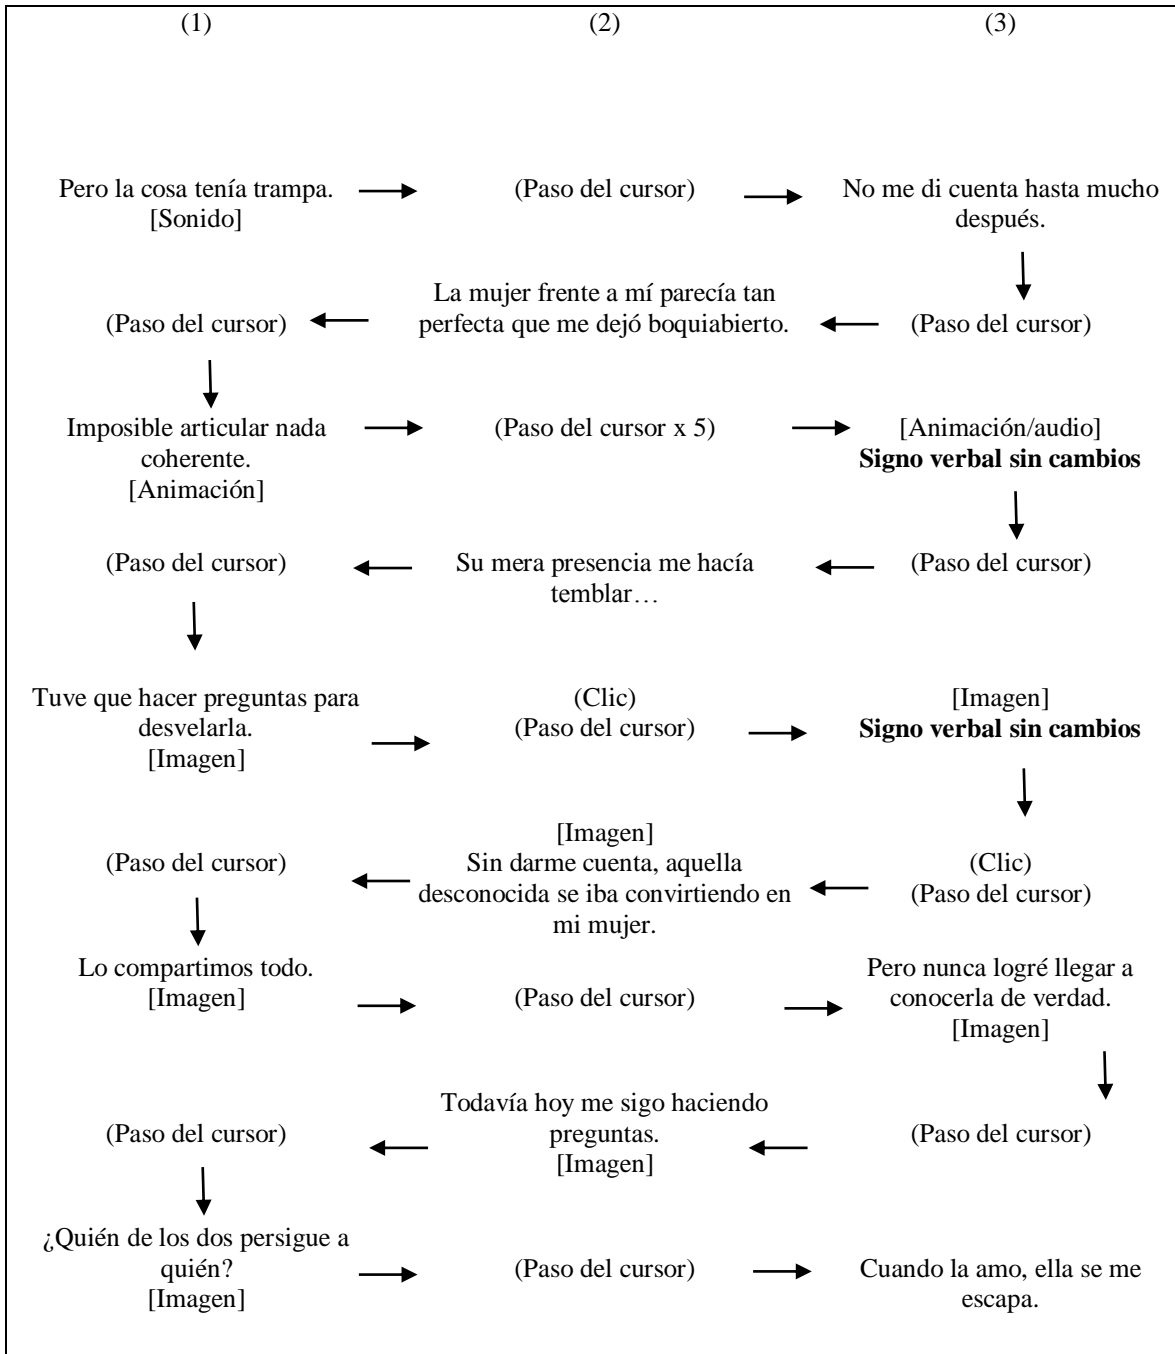 (1) (2) (3)
Pero la cosa tenía trampa.
[Sonido]
(Paso del cursor)
No me di cuenta hasta mucho
después.
(Paso del cursor)
La mujer frente a mí parecía tan
perfecta que me dejó boquiabierto.
(Paso del cursor)
Imposible articular nada
coherente.
[Animación]
(Paso del cursor x 5)
[Animación/audio]
Signo verbal sin cambios
(Paso del cursor)
Su mera presencia me hacía
temblar…
(Paso del cursor)
Tuve que hacer preguntas para
desvelarla.
[Imagen]
(Clic)
(Paso del cursor)
[Imagen]
Signo verbal sin cambios
(Clic)
(Paso del cursor)
[Imagen]
Sin darme cuenta, aquella
desconocida se iba convirtiendo en
mi mujer.
(Paso del cursor)
Lo compartimos todo.
[Imagen]
(Paso del cursor)
Pero nunca logré llegar a
conocerla de verdad.
[Imagen]
(Paso del cursor)
Todavía hoy me sigo haciendo
preguntas.
[Imagen]
(Paso del cursor)
¿Quién de los dos persigue a
quién?
[Imagen]
(Paso del cursor)
Cuando la amo, ella se me
escapa.